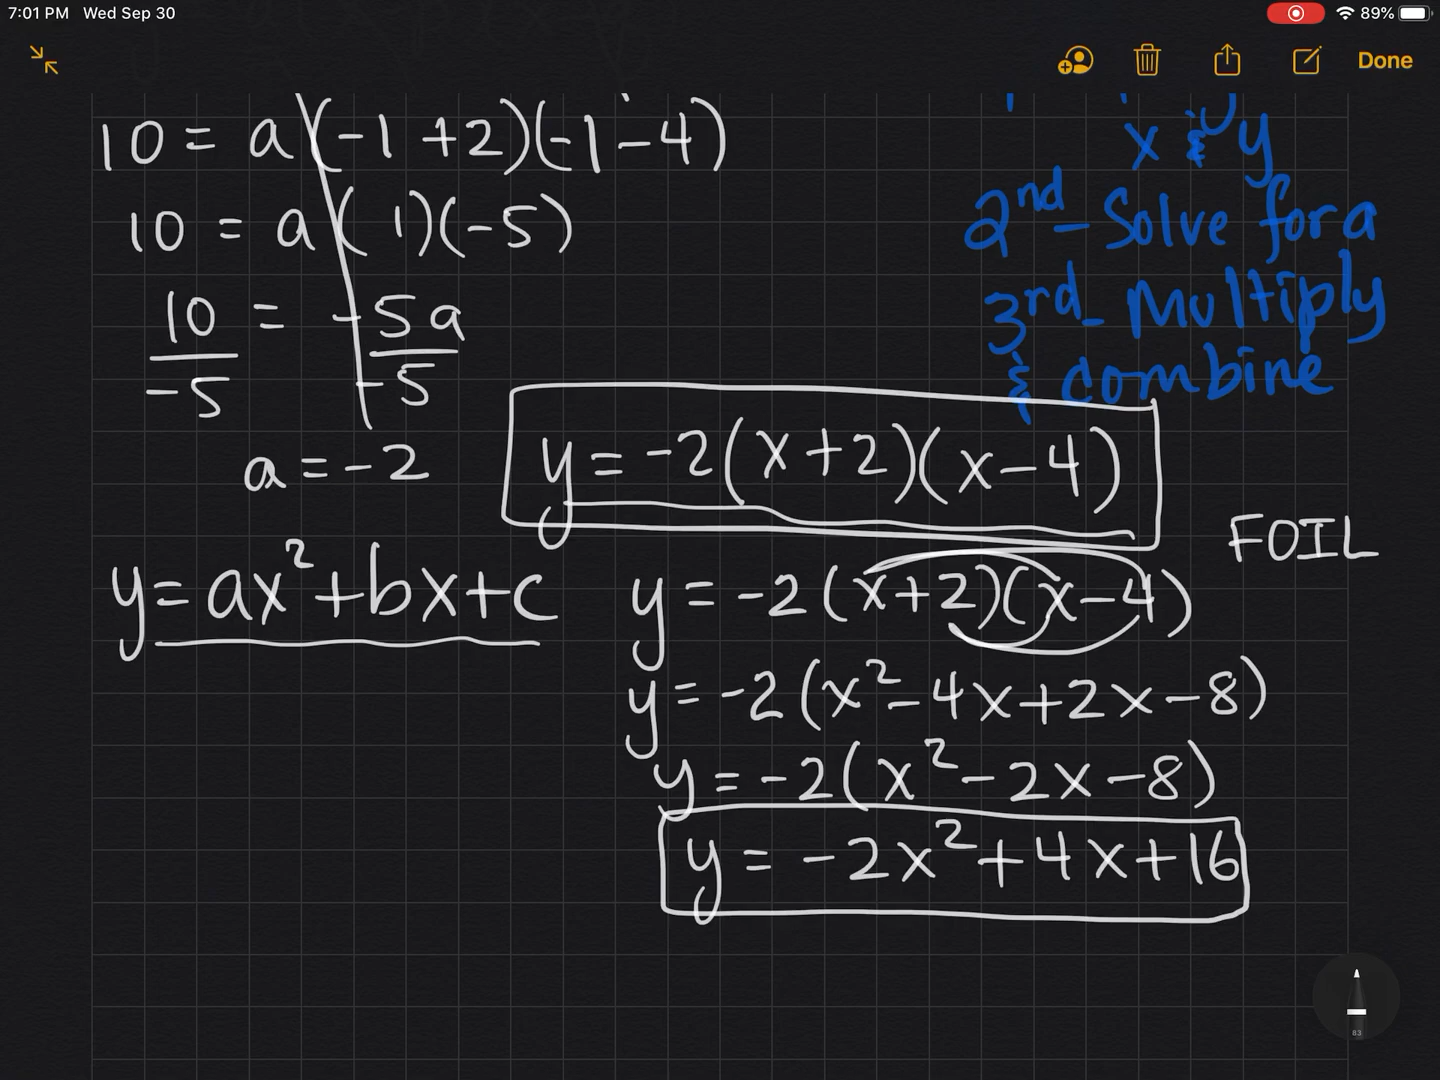 7:01 PM Wed Sep 30 89%
Done
10 = a(-1+2)(-1-4)
10 = a(1)(-5)
10 = -5a
-5 -5
a = -2
x & y
2nd - Solve for a
3rd - Multiply
& combine
y = -2(x+2)(x-4)
FOIL
y = ax²+bx+c
y = -2(x+2)(x-4)
y = -2(x²-4x+2x-8)
y = -2(x²-2x-8)
y = -2x²+4x+16
83